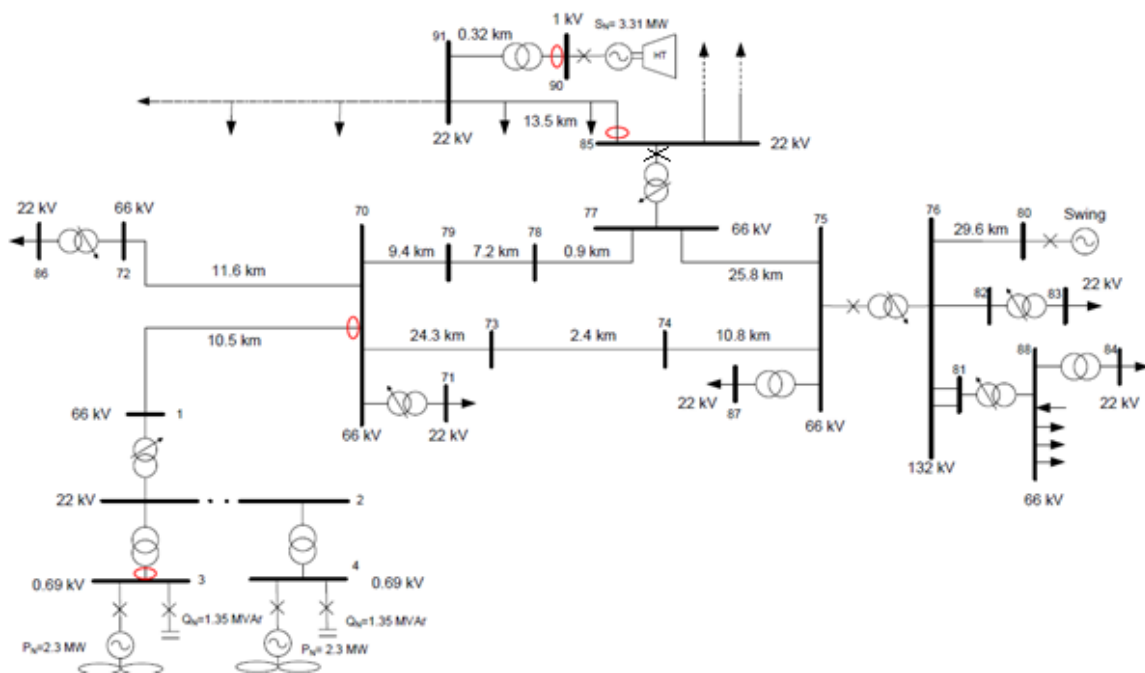 1 kV
S_N= 3.31 MW
91
0.32 km
HT
90
13.5 km
22 kV
85
22 kV
22 kV
66 kV
70
77
75
76
80
Swing
79
78
66 kV
29.6 km
9.4 km
7.2 km
0.9 km
86
72
11.6 km
25.8 km
22 kV
82
83
10.5 km
73
74
24.3 km
2.4 km
10.8 km
81
88
84
71
22 kV
87
22 kV
66 kV
1
66 kV
22 kV
66 kV
132 kV
66 kV
22 kV
2
3
4
0.69 kV
0.69 kV
Q_N=1.35 MVAr
Q_N=1.35 MVAr
P_N=2.3 MW
P_N= 2.3 MW